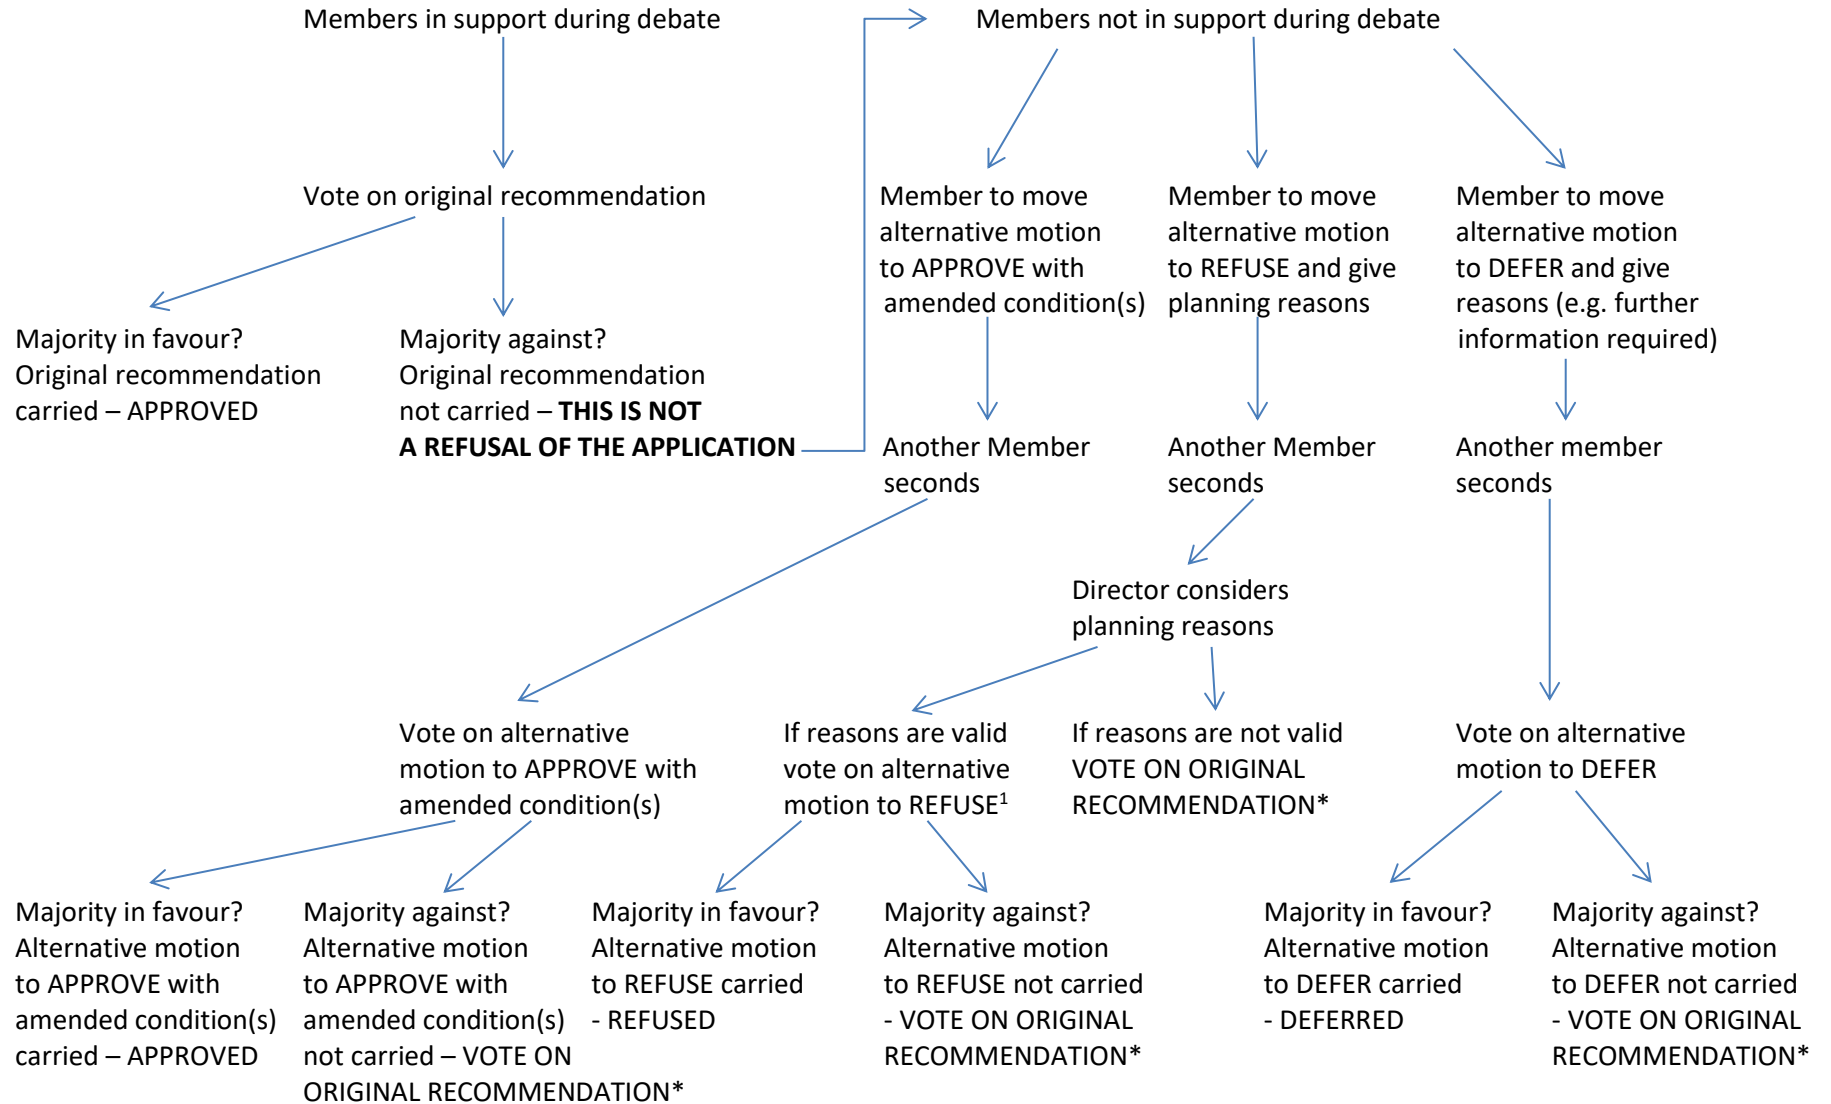 Members in support during debate
Members not in support during debate
Vote on original recommendation
Member to move
alternative motion
to APPROVE with
amended condition(s)
Member to move
alternative motion
to REFUSE and give
planning reasons
Member to move
alternative motion
to DEFER and give
reasons (e.g. further
information required)
Majority in favour?
Original recommendation
carried – APPROVED
Majority against?
Original recommendation
not carried – THIS IS NOT
A REFUSAL OF THE APPLICATION
Another Member
seconds
Another Member
seconds
Another member
seconds
Director considers
planning reasons
Vote on alternative
motion to APPROVE with
amended condition(s)
If reasons are valid
vote on alternative
motion to REFUSE¹
If reasons are not valid
VOTE ON ORIGINAL
RECOMMENDATION*
Vote on alternative
motion to DEFER
Majority in favour?
Alternative motion
to APPROVE with
amended condition(s)
carried – APPROVED
Majority against?
Alternative motion
to APPROVE with
amended condition(s)
not carried – VOTE ON
ORIGINAL RECOMMENDATION*
Majority in favour?
Alternative motion
to REFUSE carried
- REFUSED
Majority against?
Alternative motion
to REFUSE not carried
- VOTE ON ORIGINAL
RECOMMENDATION*
Majority in favour?
Alternative motion
to DEFER carried
- DEFERRED
Majority against?
Alternative motion
to DEFER not carried
- VOTE ON ORIGINAL
RECOMMENDATION*